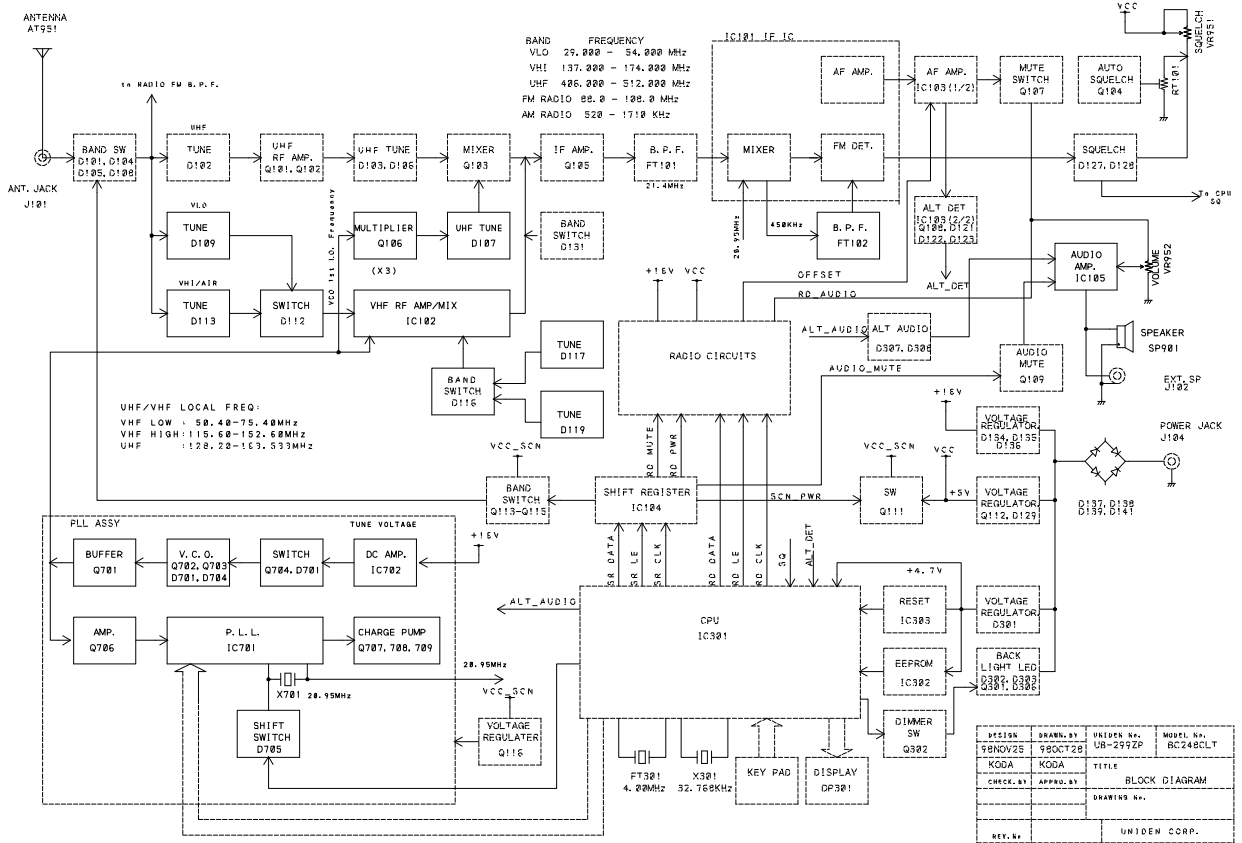 ANTENNA
AT951
to RADIO FM B.P.F.
BAND FREQUENCY
VLO 29.000 - 54.000 MHz
VHI 137.000 - 174.000 MHz
UHF 406.000 - 512.000 MHz
FM RADIO 88.0 - 108.0 MHz
AM RADIO 520 - 1710 KHz
IC101 IF IC
VCC
SQUELCH
VR951
RT101
AF AMP.
AF AMP.
IC103(1/2)
MUTE
SWITCH
Q107
AUTO
SQUELCH
Q104
ANT. JACK
J101
BAND SW
D101, D104
D105, D108
UHF
TUNE
D102
UHF
RF AMP.
Q101, Q102
UHF TUNE
D103, D106
MIXER
Q103
IF AMP.
Q105
B.P.F.
FT101
21.4MHz
MIXER
FM DET.
SQUELCH
D127, D128
To CPU
SQ
VLO
TUNE
D109
VCO 1st I.O. Frequency
MULTIPLIER
Q106
(X3)
UHF TUNE
D107
BAND
SWITCH
D131
20.95MHz
450KHz
B.P.F.
FT102
ALT DET
IC103(2/2)
Q108, D121
D122, D123
ALT_DET
AUDIO
AMP.
IC105
VOLUME
VR952
VHI/AIR
TUNE
D113
SWITCH
D112
VHF RF AMP/MIX
IC102
+16V
VCC
OFFSET
RD_AUDIO
RADIO CIRCUITS
ALT_AUDIO
ALT AUDIO
D307, D308
SPEAKER
SP901
TUNE
D117
BAND
SWITCH
D116
TUNE
D119
AUDIO_MUTE
AUDIO
MUTE
Q109
EXT. SP
J102
UHF/VHF LOCAL FREQ:
VHF LOW : 50.40-75.40MHz
VHF HIGH:115.60-152.60MHz
UHF :128.20-163.533MHz
+16V
VOLTAGE
REGULATOR.
D134, D135
D136
POWER JACK
J104
RD MUTE
RD PWR
VCC_SCN
BAND
SWITCH
Q113-Q115
SHIFT REGISTER
IC104
SCN_PWR
VCC_SCN
SW
Q111
VCC
+5V
VOLTAGE
REGULATOR.
Q112, D129
D137, D138
D139, D141
PLL ASSY
TUNE VOLTAGE
BUFFER
Q701
V.C.O.
Q702, Q703
D701, D704
SWITCH
Q704, D701
DC AMP.
IC702
+16V
SR DATA
SR LE
SR CLK
RD DATA
RD LE
RD CLK
SQ
ALT_DET
+4.7V
ALT_AUDIO
CPU
IC301
RESET
IC303
VOLTAGE
REGULATOR.
D301
AMP.
Q706
P.L.L.
IC701
CHARGE PUMP
Q707, 708, 709
EEPROM
IC302
BACK
LIGHT LED
D302, D303
Q301, D306
X701 20.95MHz
20.95MHz
VCC_SCN
SHIFT
SWITCH
D705
VOLTAGE
REGULATER
Q116
DIMMER
SW
Q302
FT301
4.00MHz
X301
32.768KHz
KEY PAD
DISPLAY
DP301
DESIGN DRAWN.BY UNIDEN No. MODEL No.
98NOV25 98OCT28 UB-299ZP BC248CLT
KODA KODA TITLE
CHECK.BY APPRO.BY BLOCK DIAGRAM
DRAWING No.
REV.No UNIDEN CORP.